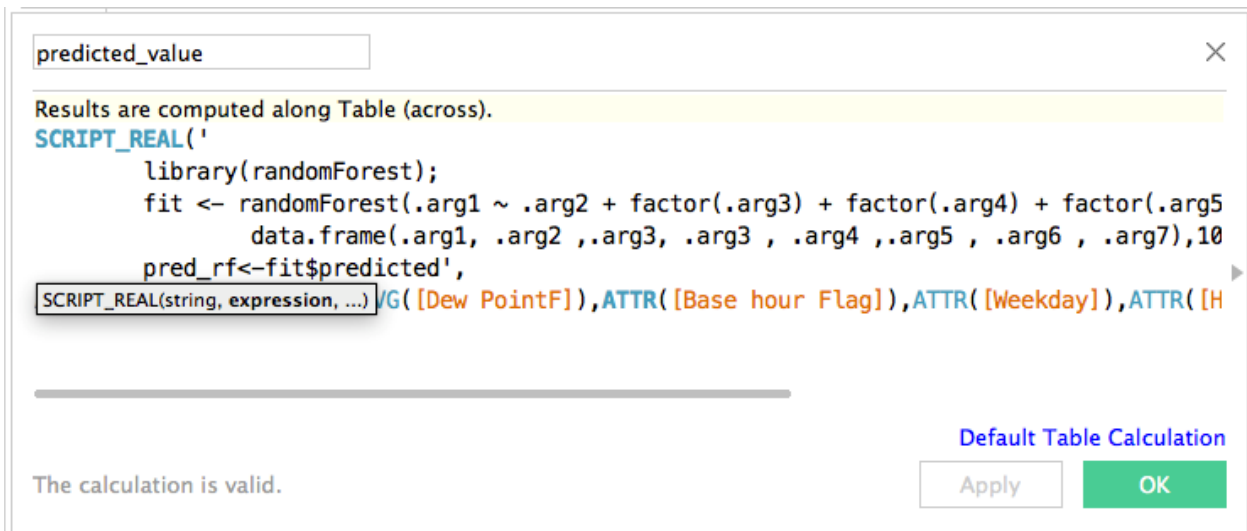 predicted_value
Results are computed along Table (across).
SCRIPT_REAL('
library(randomForest);
fit <- randomForest(.arg1 ~ .arg2 + factor(.arg3) + factor(.arg4) + factor(.arg5
data.frame(.arg1, .arg2 ,.arg3, .arg3 , .arg4 ,.arg5 , .arg6 , .arg7),10
pred_rf<-fit$predicted',
SCRIPT_REAL(string, expression, ...) VG([Dew PointF]),ATTR([Base hour Flag]),ATTR([Weekday]),ATTR([H
Default Table Calculation
The calculation is valid.
Apply
OK